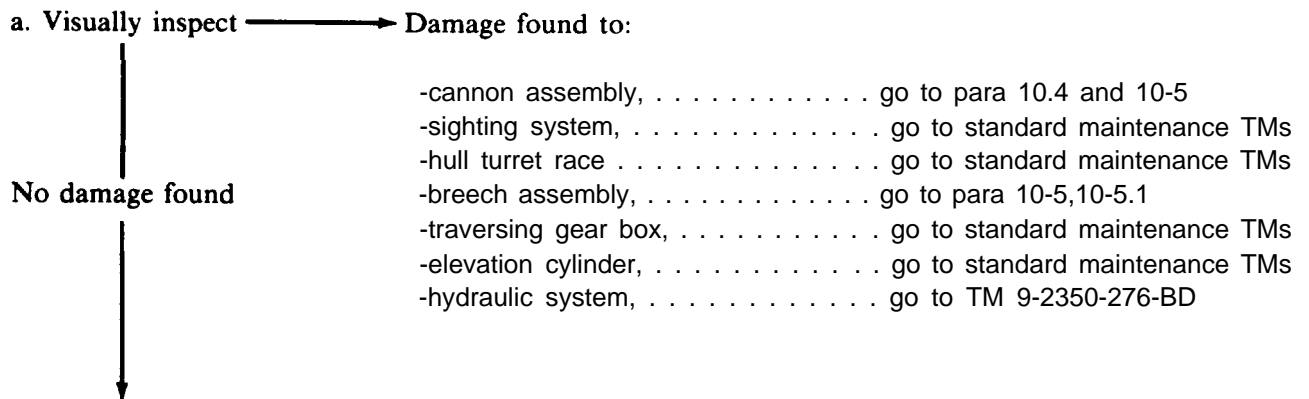 a. Visually inspect Damage found to:
-cannon assembly, . . . . . . . . . . . . go to para 10.4 and 10-5
-sighting system, . . . . . . . . . . . . . go to standard maintenance TMs
-hull turret race . . . . . . . . . . . . . . go to standard maintenance TMs
No damage found -breech assembly, . . . . . . . . . . . . . go to para 10-5,10-5.1
-traversing gear box, . . . . . . . . . . . go to standard maintenance TMs
-elevation cylinder, . . . . . . . . . . . . go to standard maintenance TMs
-hydraulic system, . . . . . . . . . . . . go to TM 9-2350-276-BD